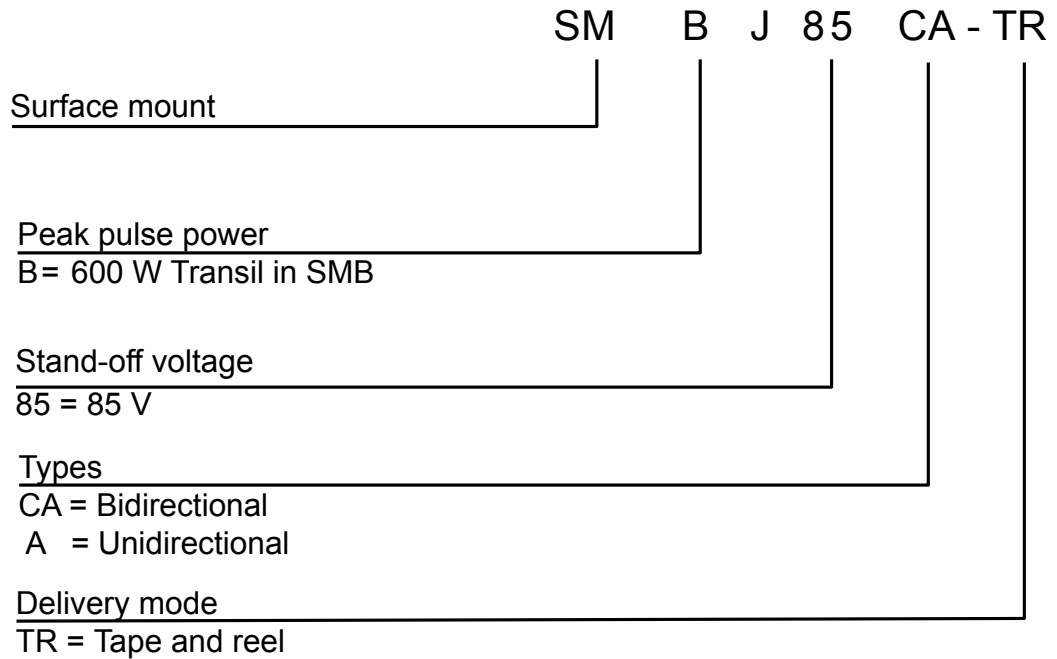 SM B J 85 CA - TR
Surface mount
Peak pulse power
B= 600 W Transil in SMB
Stand-off voltage
85 = 85 V
Types
CA = Bidirectional
A = Unidirectional
Delivery mode
TR = Tape and reel